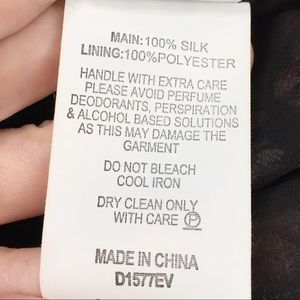 MAIN: 100% SILK
LINING:100%POLYESTER
HANDLE WITH EXTRA CARE
PLEASE AVOID PERFUME
DEODORANTS, PERSPIRATION
& ALCOHOL BASED SOLUTIONS
AS THIS MAY DAMAGE THE
GARMENT
DO NOT BLEACH
COOL IRON
DRY CLEAN ONLY
WITH CARE Ⓟ
MADE IN CHINA
D1577EV